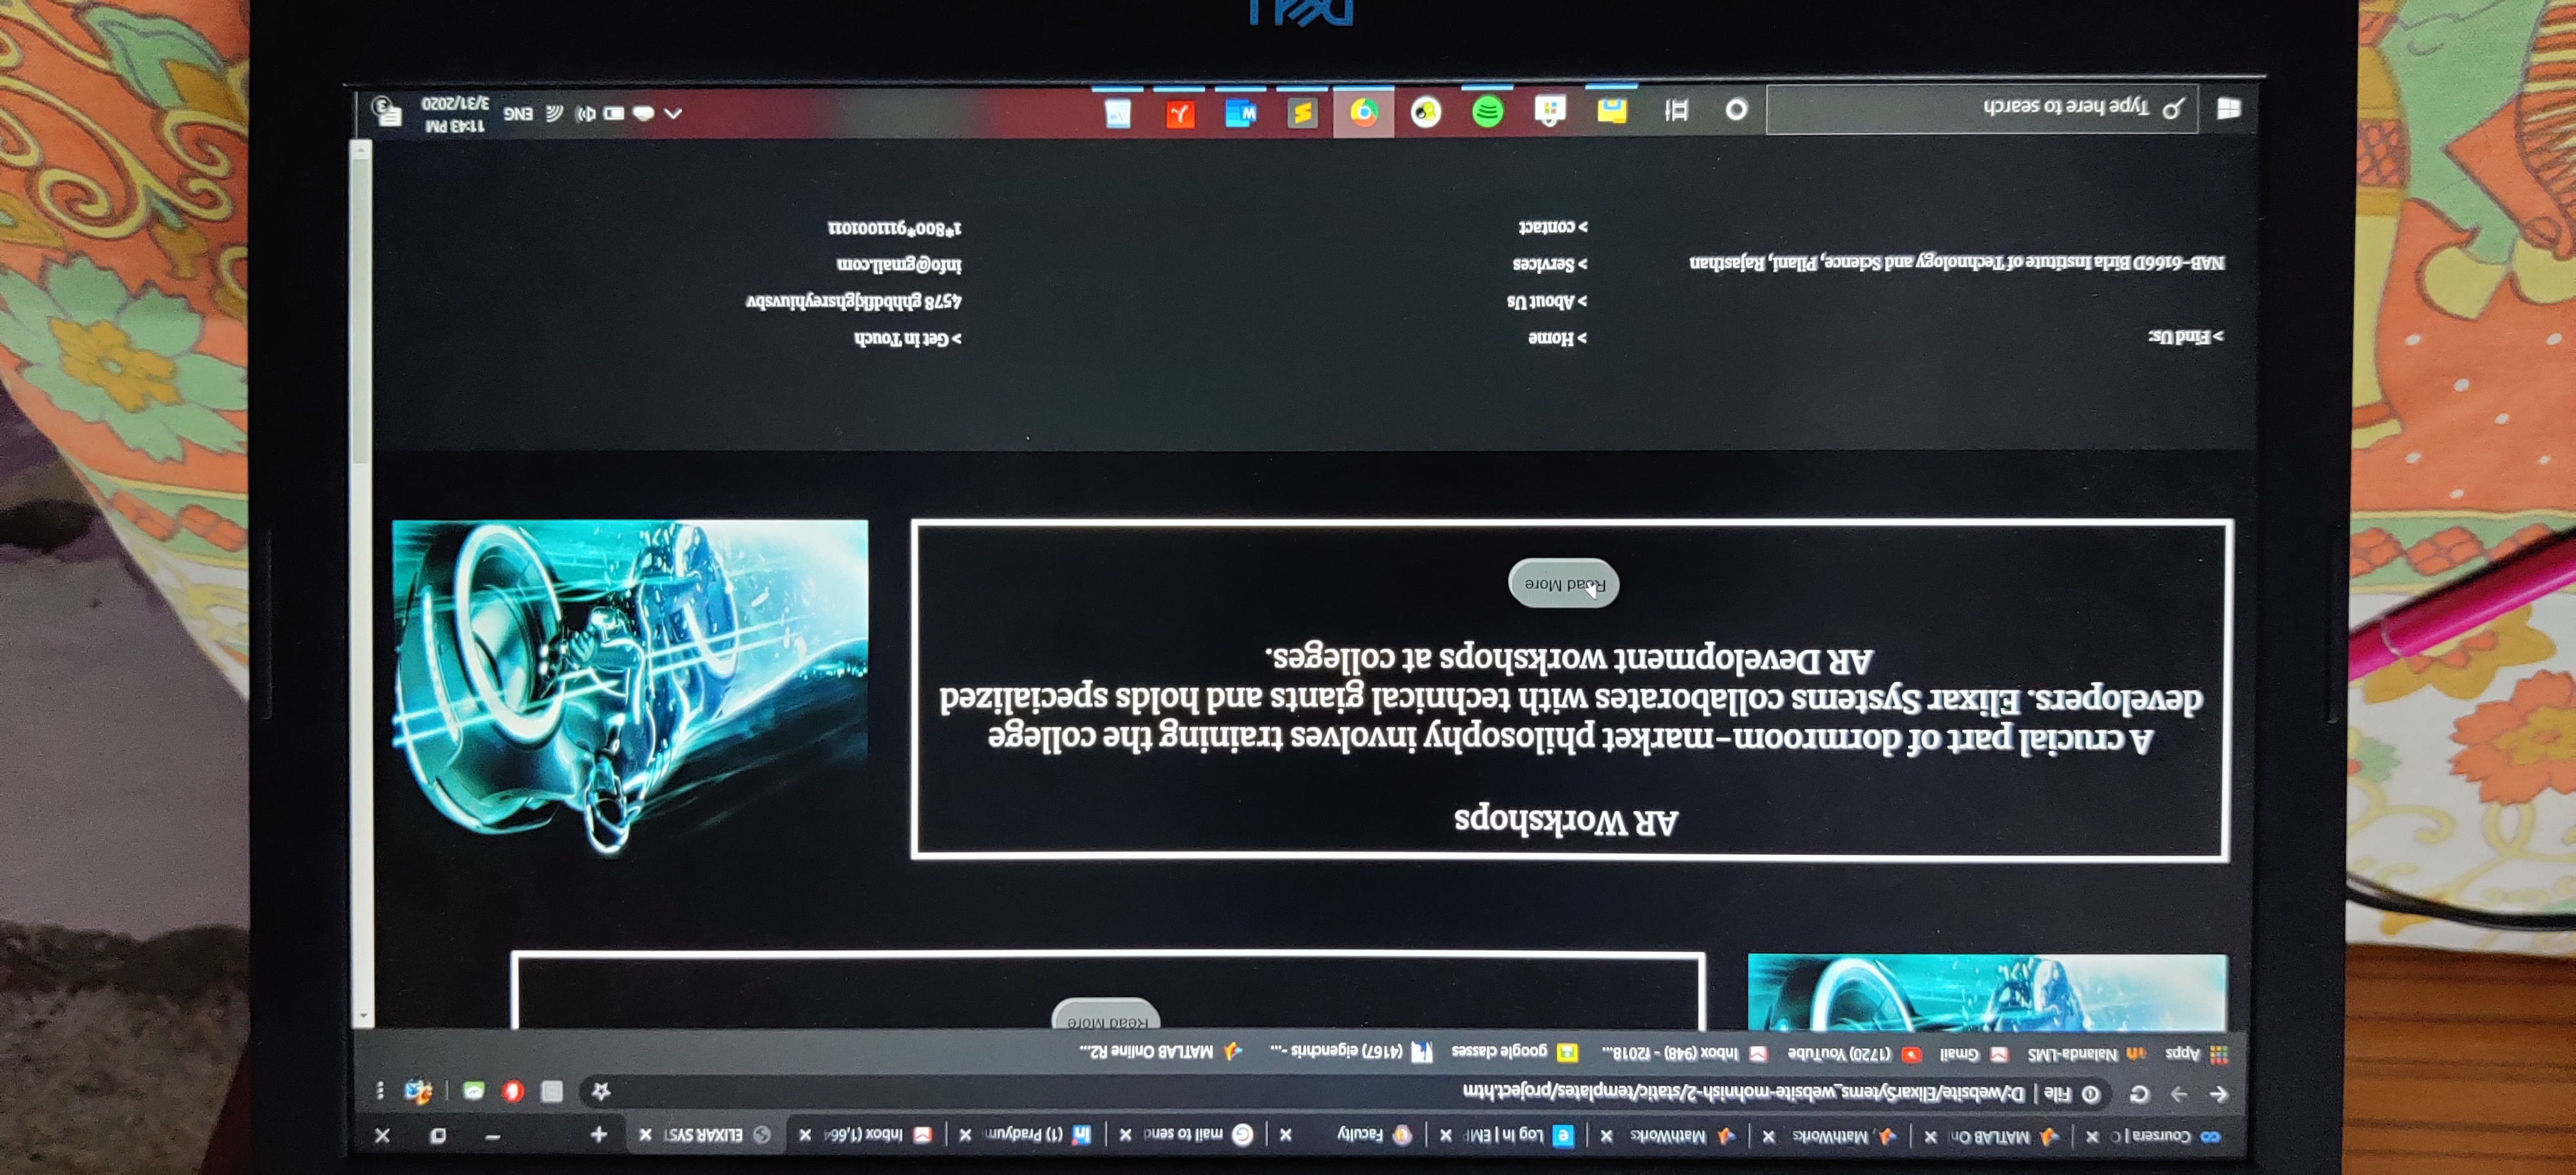 Coursera | C
MATLAB On
MathWorks
MathWorks
Log In | EMP
Faculty
mail to send
(1) Pradyum
Inbox (1,664
ELIXAR SYST
File | D:/website/ElixarSytems_website-mohnish-2/static/templates/project.htm
Apps
Nalanda-LMS
Gmail
(1720) YouTube
Inbox (948) - f2018...
google classes
(4167) eigenchris -...
MATLAB Online R2...
Read More
AR Workshops
A crucial part of dormroom-market philosophy involves training the college
developers. Elixar Systems collaborates with technical giants and holds specialized
AR Development workshops at colleges.
Read More
> Find Us:
NAB-6166D Birla Institute of Technology and Science, Pilani, Rajasthan
> Home
> About Us
> Services
> contact
> Get in Touch
4578 ghhbdfkjghsreyhiuvsbv
info@gmail.com
1*800*9111001011
Type here to search
ENG
11:43 PM
3/31/2020
3
DELL